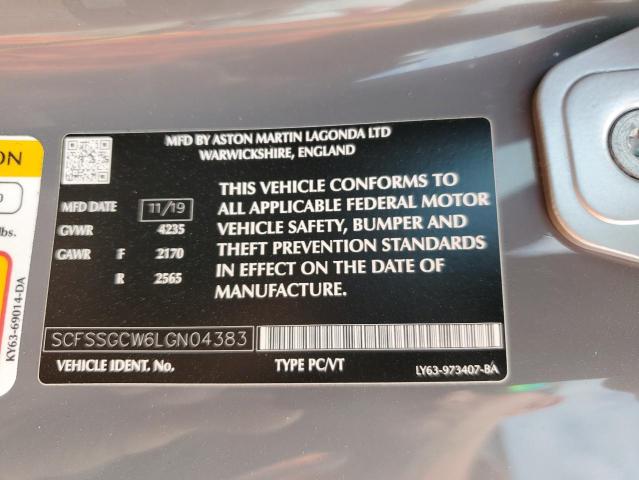 MFD BY ASTON MARTIN LAGONDA LTD
WARWICKSHIRE, ENGLAND
MFD DATE 11/19
GVWR 4235
GAWR F 2170
R 2565
THIS VEHICLE CONFORMS TO
ALL APPLICABLE FEDERAL MOTOR
VEHICLE SAFETY, BUMPER AND
THEFT PREVENTION STANDARDS
IN EFFECT ON THE DATE OF
MANUFACTURE.
SCFSSGCW6LGN04383
VEHICLE IDENT. No. TYPE PC/VT LY63-973407-BA
ON
0
lbs.
KY63-69014-DA